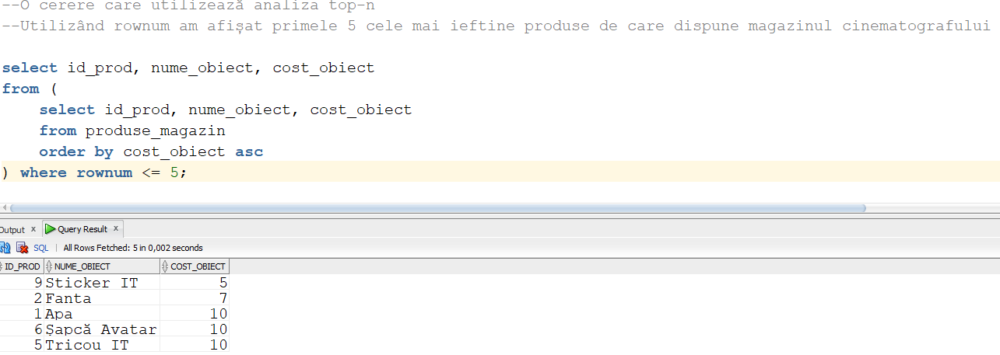 --O cerere care utilizează analiza top-n
--Utilizând rownum am afișat primele 5 cele mai ieftine produse de care dispune magazinul cinematografului
select id_prod, nume_obiect, cost_obiect
from (
select id_prod, nume_obiect, cost_obiect
from produse_magazin
order by cost_obiect asc
) where rownum <= 5;
Output x Query Result x
SQL | All Rows Fetched: 5 in 0,002 seconds
ID_PROD NUME_OBIECT COST_OBIECT
9 Sticker IT 5
2 Fanta 7
1 Apa 10
6 Șapcă Avatar 10
5 Tricou IT 10